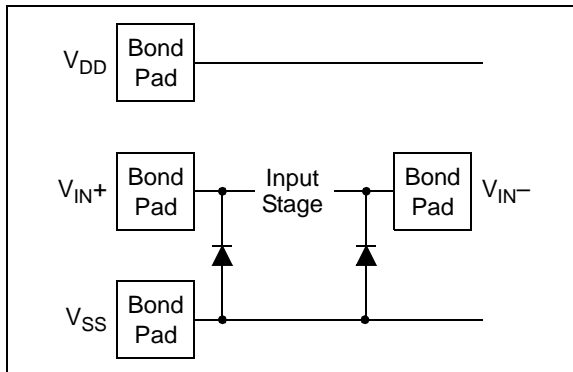 V_DD
Bond
Pad
V_IN+
Bond
Pad
Input
Stage
Bond
Pad
V_IN–
V_SS
Bond
Pad